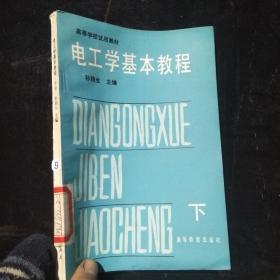 高等学校试用教材
电工学基本教程
主编
DIANGONGXUE
JIBEN
JIAOCHENG
下
高等教育出版社
9